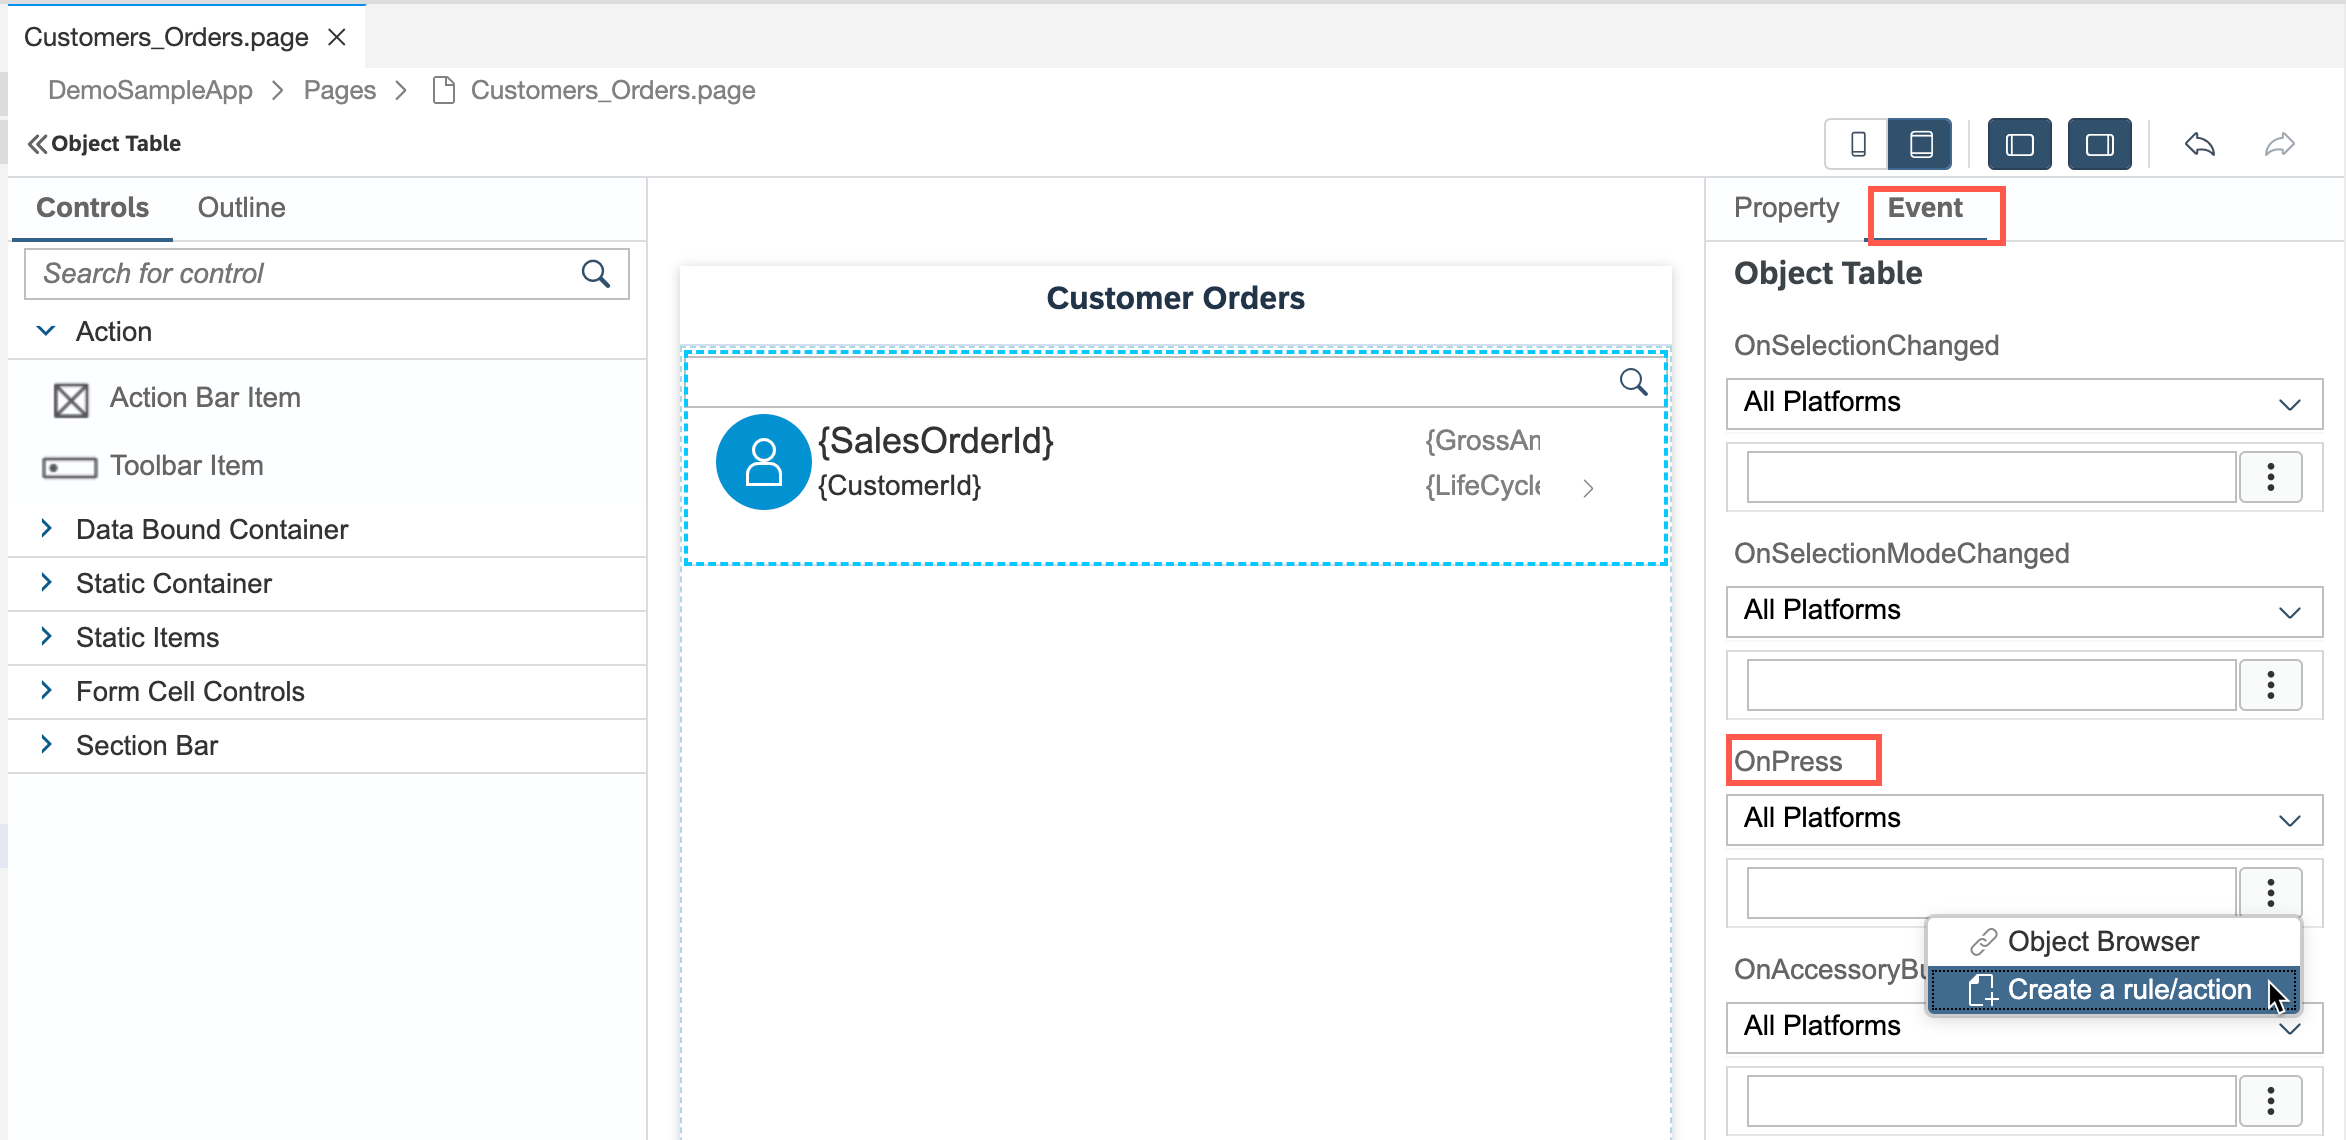 Customers_Orders.page
DemoSampleApp > Pages > Customers_Orders.page
Object Table
Controls Outline
Search for control
Action
Action Bar Item
Toolbar Item
Data Bound Container
Static Container
Static Items
Form Cell Controls
Section Bar
Customer Orders
{SalesOrderId} {GrossAm
{CustomerId} {LifeCycle
Property Event
Object Table
OnSelectionChanged
All Platforms
OnSelectionModeChanged
All Platforms
OnPress
All Platforms
Object Browser
Create a rule/action
OnAccessoryBu
All Platforms